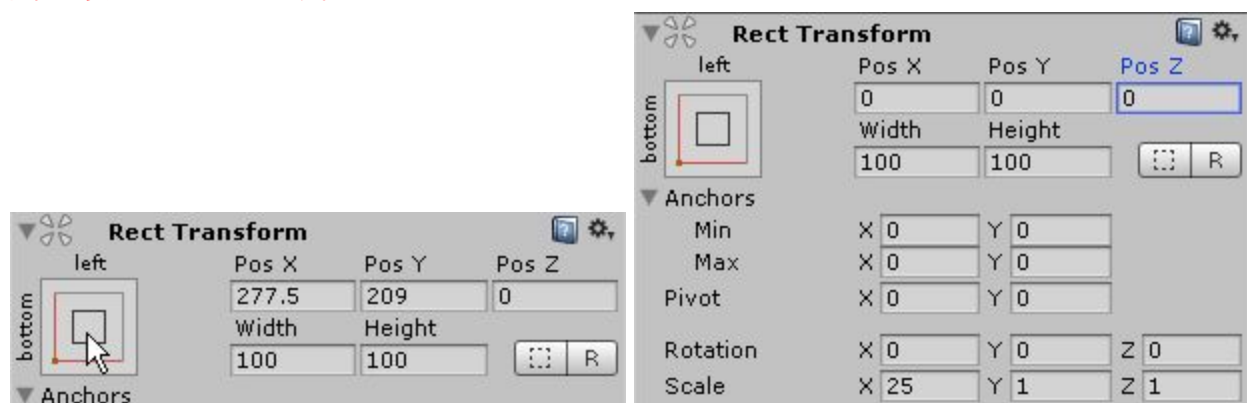 Rect Transform
left
bottom
Pos X Pos Y Pos Z
277.5 209 0
Width Height
100 100 R
Anchors
Rect Transform
left
bottom
Pos X Pos Y Pos Z
0 0 0
Width Height
100 100 R
Anchors
Min X 0 Y 0
Max X 0 Y 0
Pivot X 0 Y 0
Rotation X 0 Y 0 Z 0
Scale X 25 Y 1 Z 1